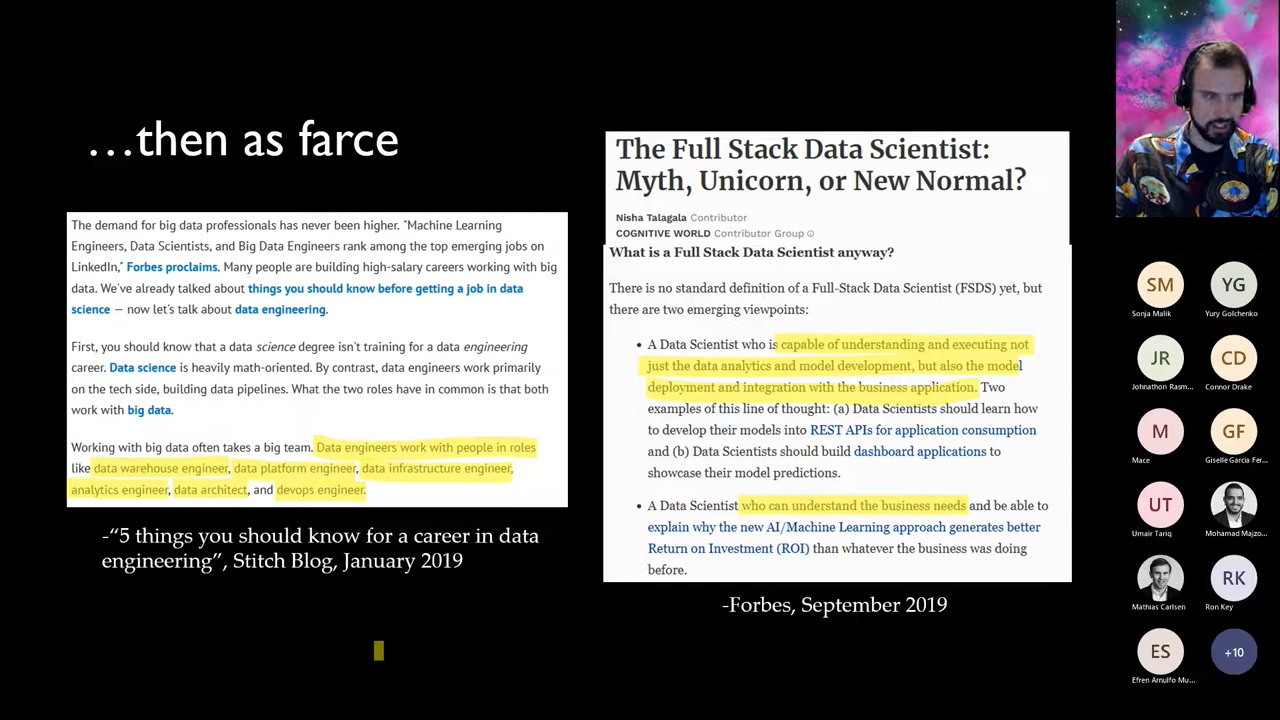 …then as farce
The demand for big data professionals has never been higher. "Machine Learning
Engineers, Data Scientists, and Big Data Engineers rank among the top emerging jobs on
LinkedIn," Forbes proclaims. Many people are building high-salary careers working with big
data. We've already talked about things you should know before getting a job in data
science — now let's talk about data engineering.
First, you should know that a data science degree isn't training for a data engineering
career. Data science is heavily math-oriented. By contrast, data engineers work primarily
on the tech side, building data pipelines. What the two roles have in common is that both
work with big data.
Working with big data often takes a big team. Data engineers work with people in roles
like data warehouse engineer, data platform engineer, data infrastructure engineer,
analytics engineer, data architect, and devops engineer.
-“5 things you should know for a career in data
engineering”, Stitch Blog, January 2019
The Full Stack Data Scientist:
Myth, Unicorn, or New Normal?
Nisha Talagala Contributor
COGNITIVE WORLD Contributor Group
What is a Full Stack Data Scientist anyway?
There is no standard definition of a Full-Stack Data Scientist (FSDS) yet, but
there are two emerging viewpoints:
• A Data Scientist who is capable of understanding and executing not
just the data analytics and model development, but also the model
deployment and integration with the business application. Two
examples of this line of thought: (a) Data Scientists should learn how
to develop their models into REST APIs for application consumption
and (b) Data Scientists should build dashboard applications to
showcase their model predictions.
• A Data Scientist who can understand the business needs and be able to
explain why the new AI/Machine Learning approach generates better
Return on Investment (ROI) than whatever the business was doing
before.
-Forbes, September 2019
SM
Sonja Malik
YG
Yury Golchenko
JR
Johnathon Rasm...
CD
Connor Drake
M
Mace
GF
Giselle Garcia Fer...
UT
Umair Tariq
Mohamad Majzo...
Mathias Carlsen
RK
Ron Key
ES
Efren Arnulfo Mu...
+10